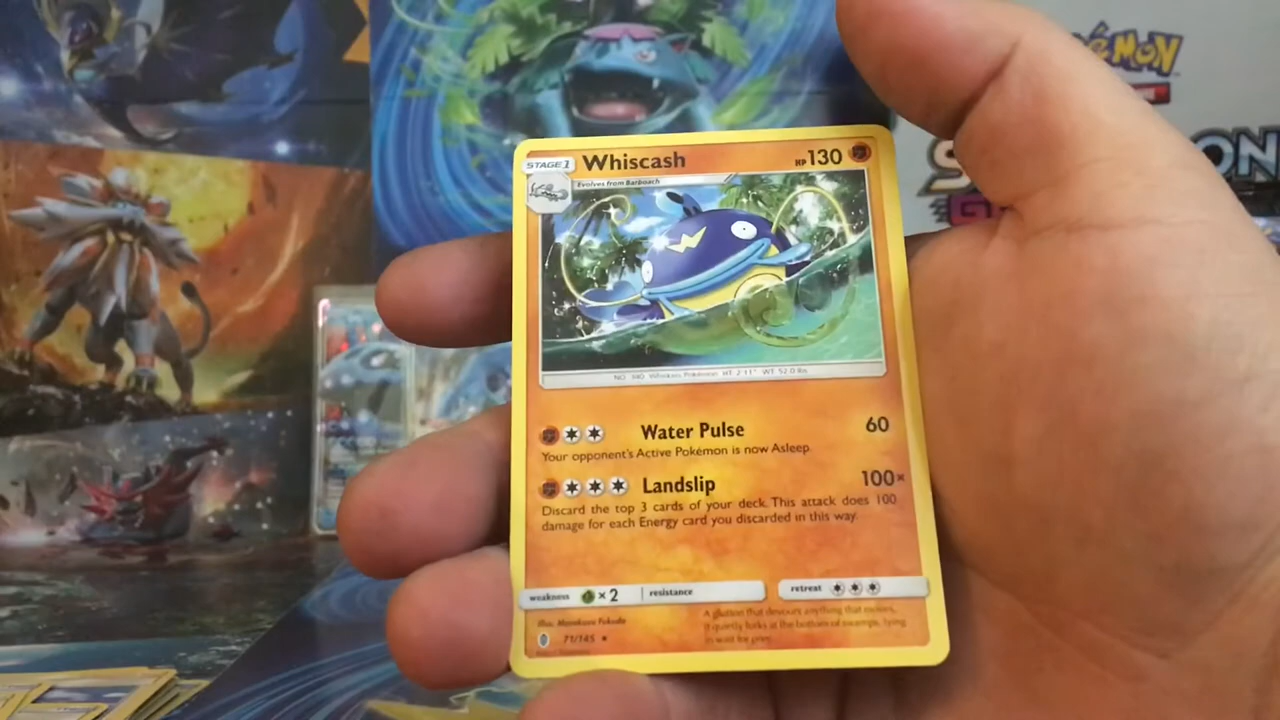 POKéMON
STAGE 1 Whiscash HP 130
Evolves from Barboach
NO. 340 Whiskers Pokémon HT: 2'11" WT: 52.0 lbs
Water Pulse 60
Your opponent's Active Pokémon is now Asleep.
Landslip 100×
Discard the top 3 cards of your deck. This attack does 100
damage for each Energy card you discarded in this way.
weakness ×2 resistance retreat
Illus. Masakazu Fukuda
71/145
A glutton that devours anything that moves,
it quietly lurks at the bottom of swamps, lying
in wait for prey.